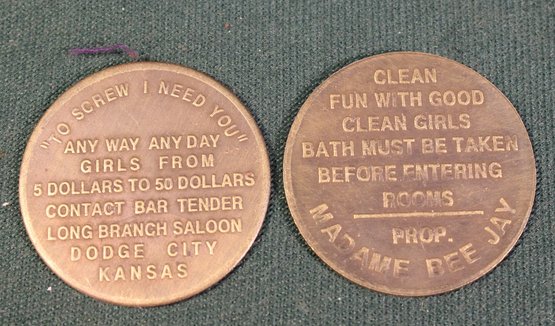 "TO SCREW I NEED YOU"
ANY WAY ANY DAY
GIRLS FROM
5 DOLLARS TO 50 DOLLARS
CONTACT BAR TENDER
LONG BRANCH SALOON
DODGE CITY
KANSAS
CLEAN
FUN WITH GOOD
CLEAN GIRLS
BATH MUST BE TAKEN
BEFORE ENTERING
ROOMS
PROP.
MADAME BEE JAY